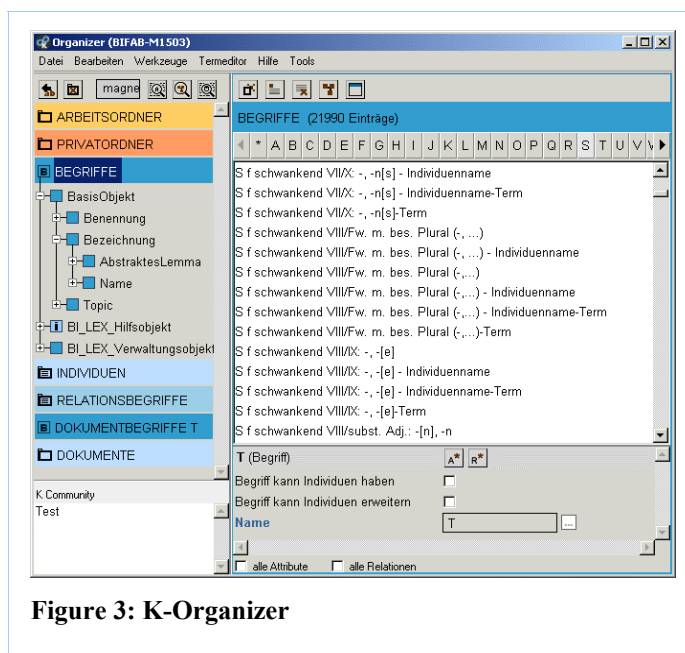 Organizer (BIFAB-M1503)
Datei Bearbeiten Werkzeuge Termeditor Hilfe Tools
magne
ARBEITSORDNER
PRIVATORDNER
BEGRIFFE
BasisObjekt
Benennung
Bezeichnung
AbstraktesLemma
Name
Topic
BI_LEX_Hilfsobjekt
BI_LEX_Verwaltungsobjekt
INDIVIDUEN
RELATIONSBEGRIFFE
DOKUMENTBEGRIFFE T
DOKUMENTE
K Community
Test
BEGRIFFE (21990 Einträge)
* A B C D E F G H I J K L M N O P Q R S T U V
S f schwankend VII/X: -, -n[s] - Individuenname
S f schwankend VII/X: -, -n[s] - Individuenname-Term
S f schwankend VII/X: -, -n[s]-Term
S f schwankend VIII/Fw. m. bes. Plural (-, ...)
S f schwankend VIII/Fw. m. bes. Plural (-, ...) - Individuenname
S f schwankend VIII/Fw. m. bes. Plural (-,...)
S f schwankend VIII/Fw. m. bes. Plural (-,...) - Individuenname
S f schwankend VIII/Fw. m. bes. Plural (-,...) - Individuenname-Term
S f schwankend VIII/Fw. m. bes. Plural (-,...)-Term
S f schwankend VIII/IX: -, -[e]
S f schwankend VIII/IX: -, -[e] - Individuenname
S f schwankend VIII/IX: -, -[e] - Individuenname-Term
S f schwankend VIII/IX: -, -[e]-Term
S f schwankend VIII/subst. Adj.: -[n], -n
T (Begriff) A* R*
Begriff kann Individuen haben
Begriff kann Individuen erweitern
Name T ...
alle Attribute alle Relationen
Figure 3: K-Organizer